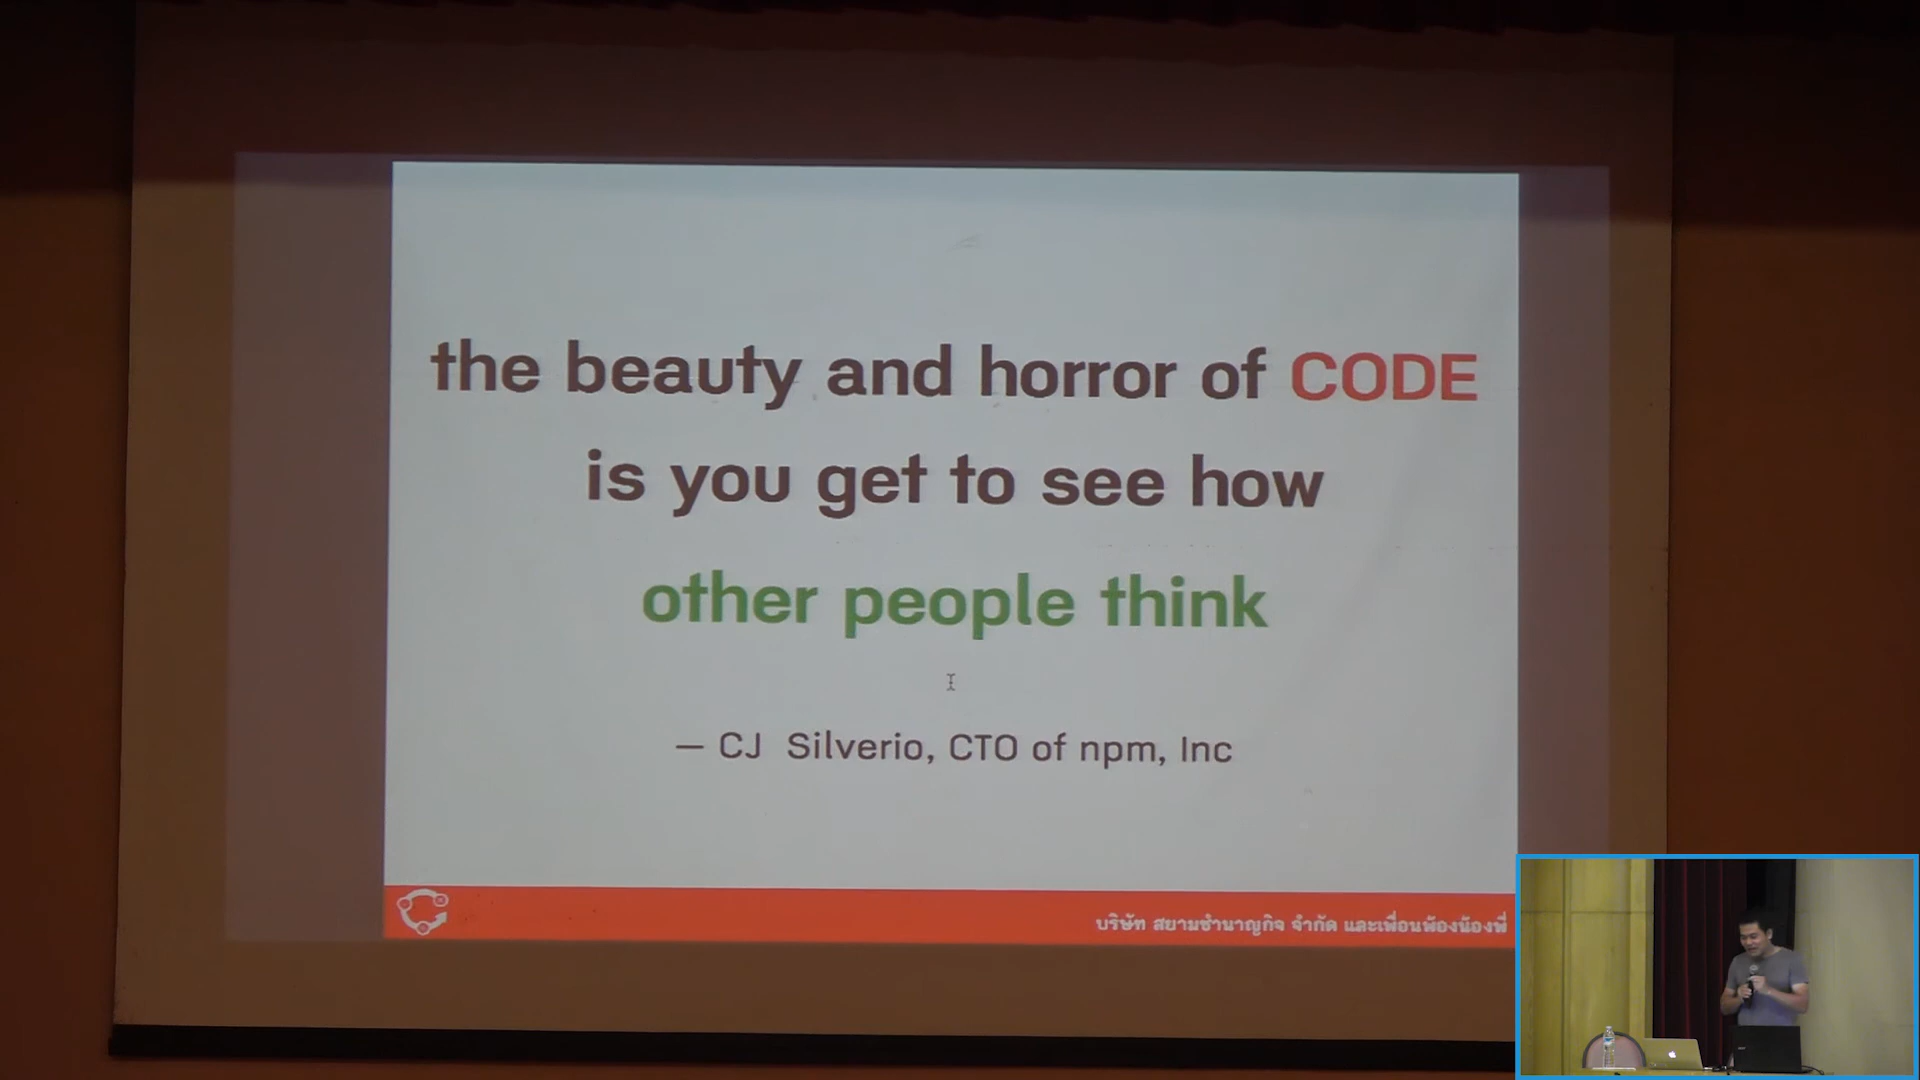 the beauty and horror of CODE
is you get to see how
other people think
— CJ Silverio, CTO of npm, Inc
บริษัท สยามชำนาญกิจ จำกัด และเพื่อนพ้องน้องพี่